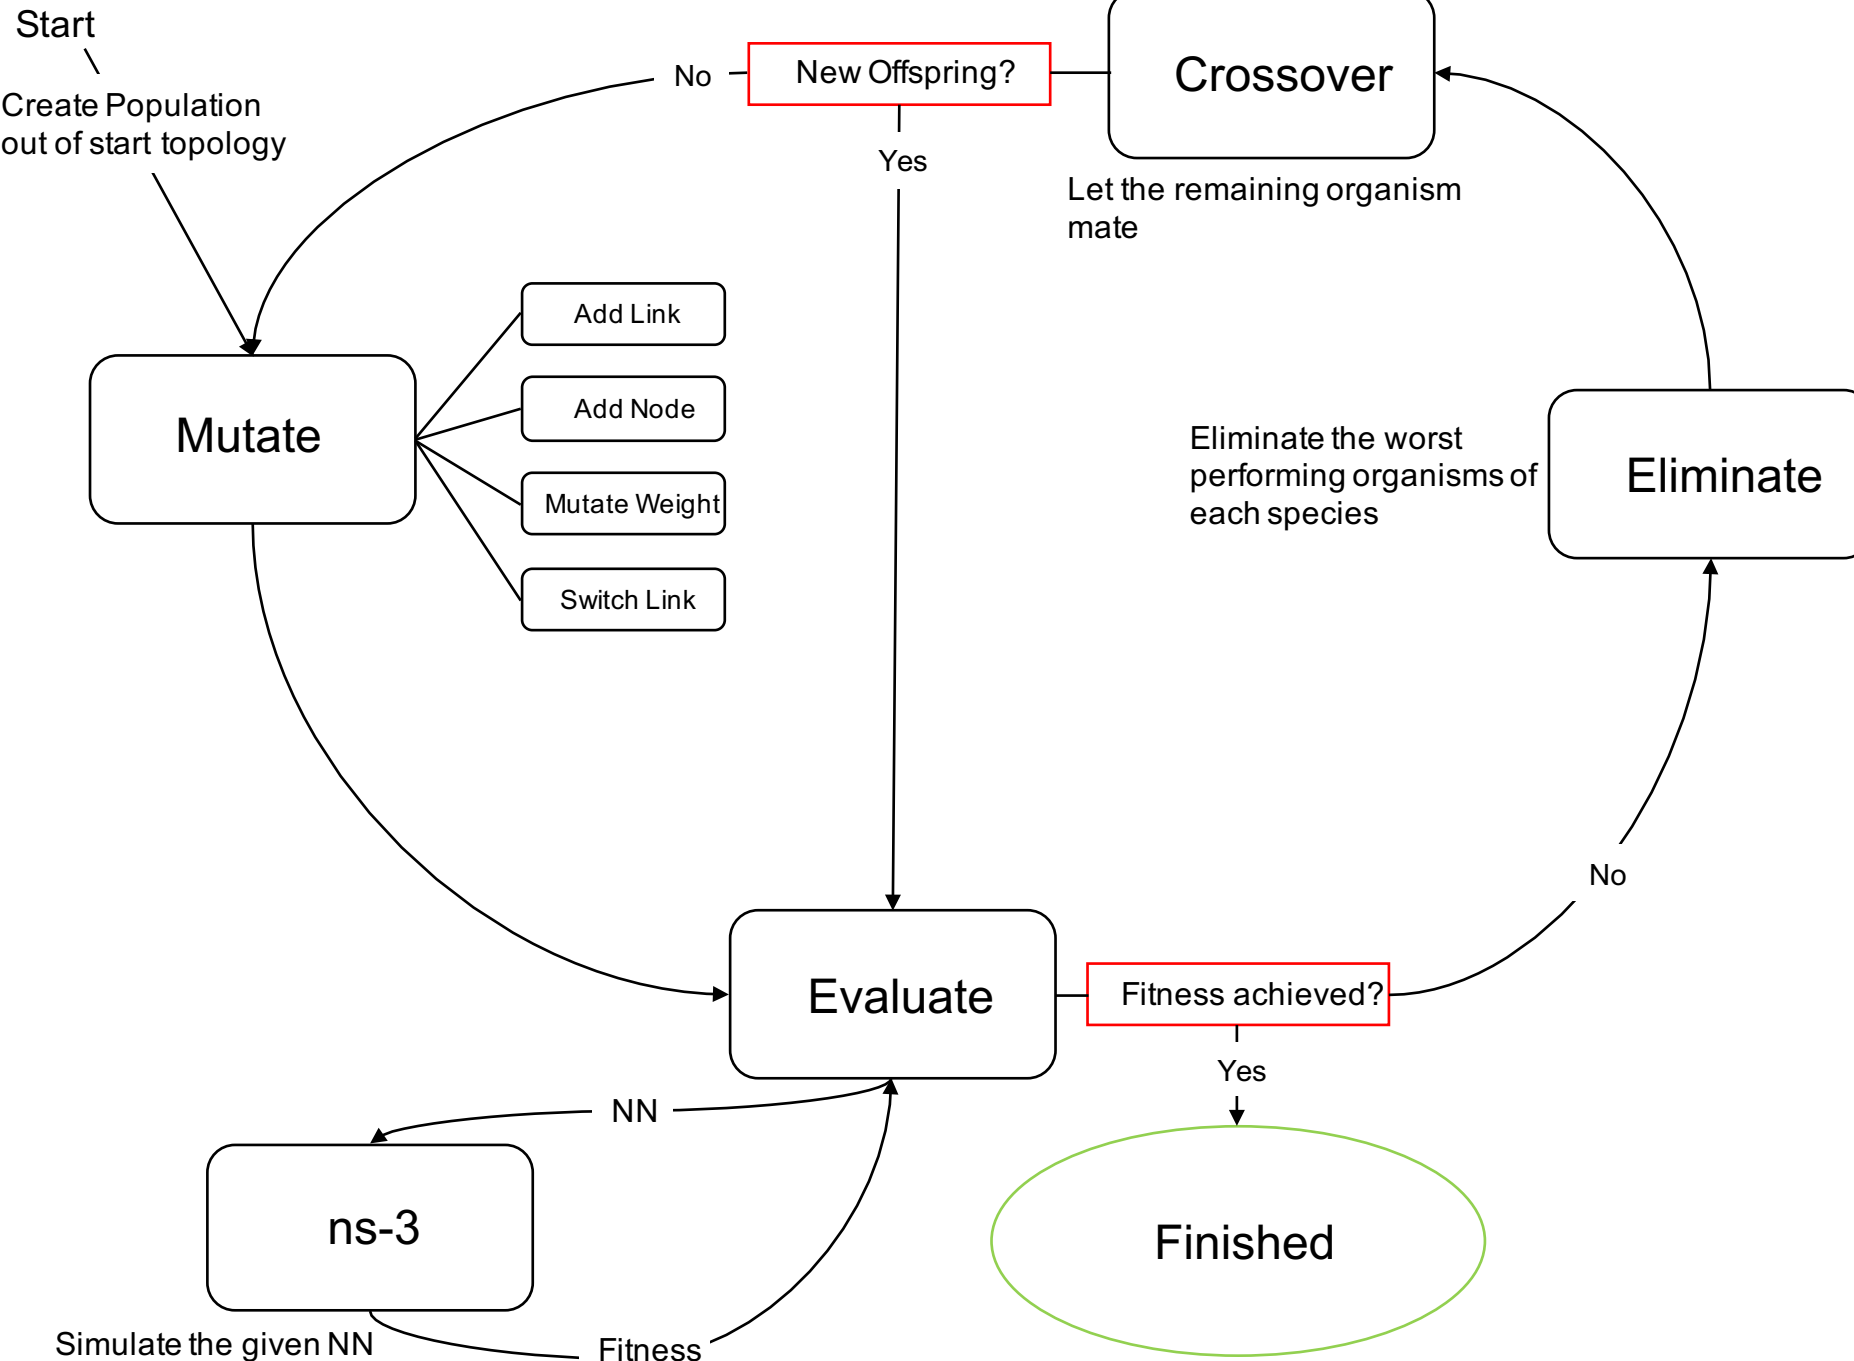 Start
Create Population
out of start topology
No
New Offspring?
Yes
Crossover
Let the remaining organism
mate
Mutate
Add Link
Add Node
Mutate Weight
Switch Link
Eliminate the worst
performing organisms of
each species
Eliminate
No
Evaluate
Fitness achieved?
Yes
NN
ns-3
Simulate the given NN
Fitness
Finished